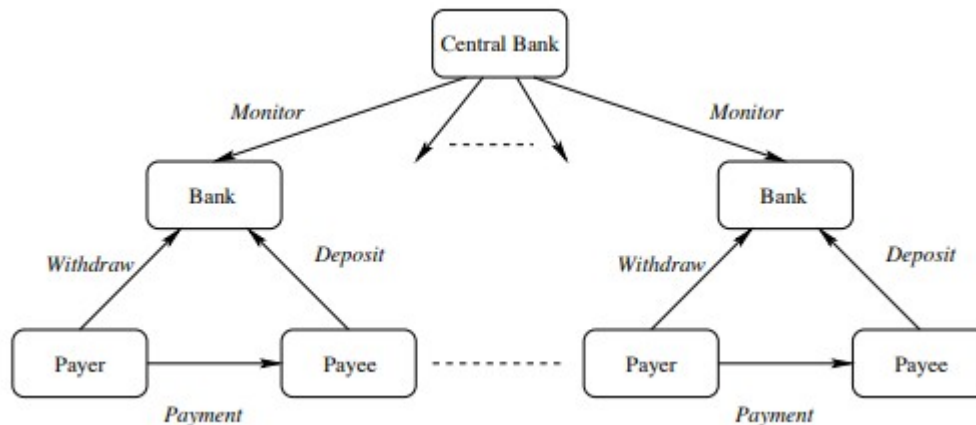 Central Bank
Monitor
Monitor
Bank
Bank
Withdraw
Deposit
Withdraw
Deposit
Payer
Payee
Payer
Payee
Payment
Payment